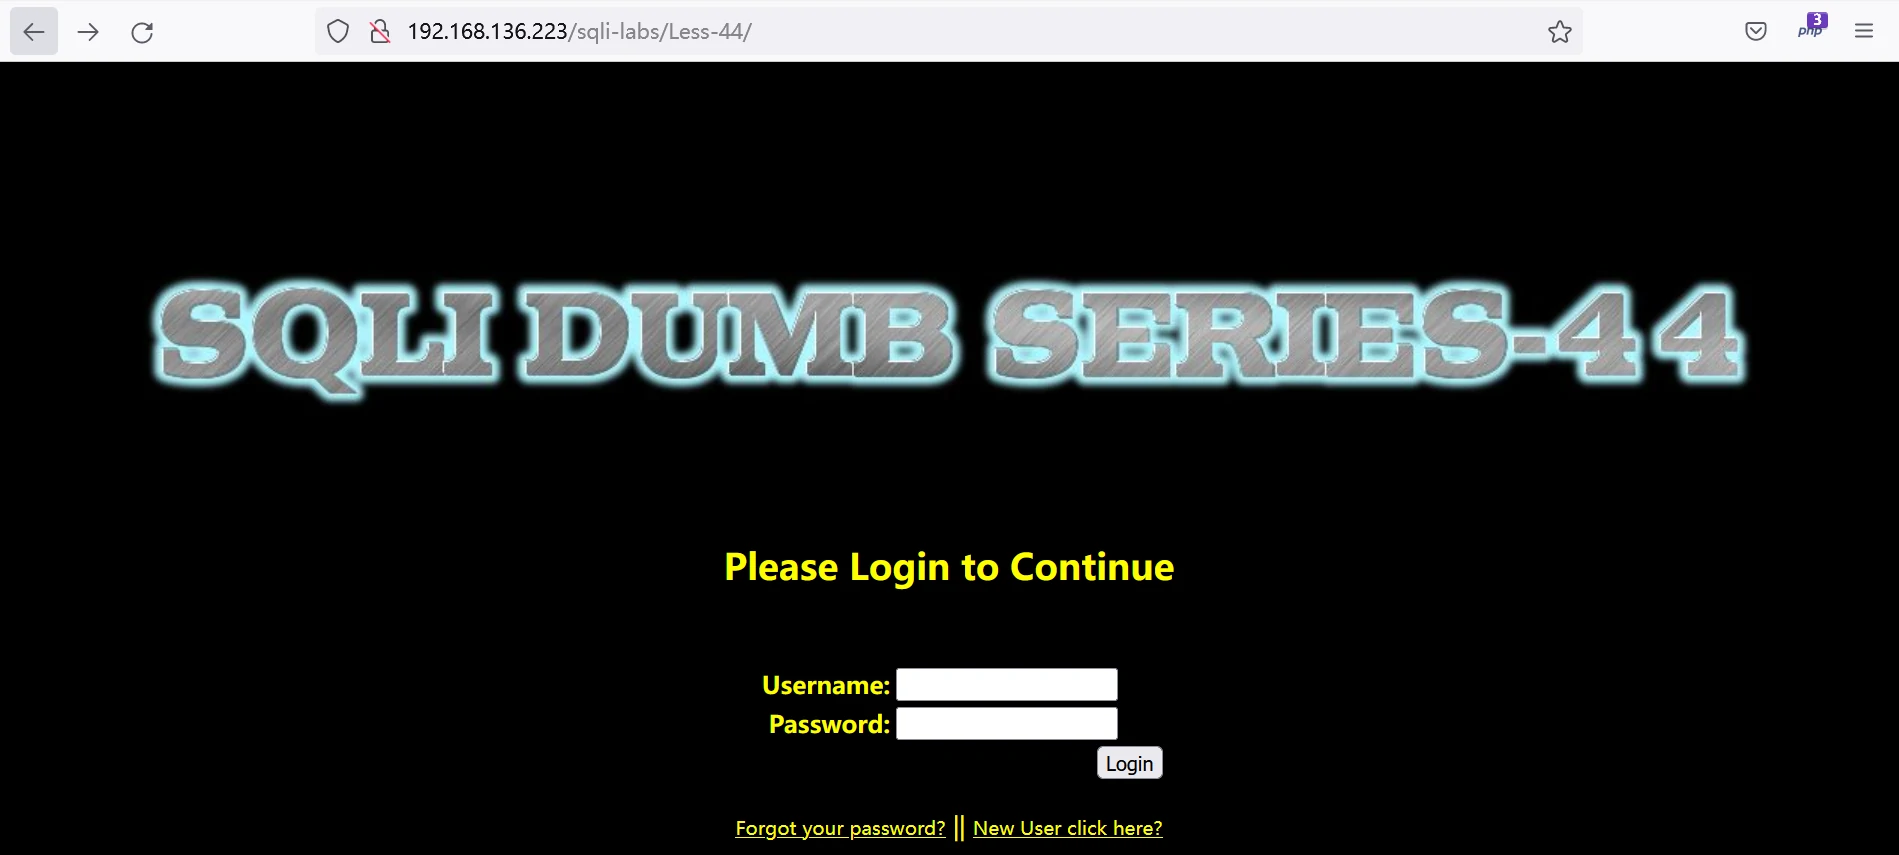 192.168.136.223/sqli-labs/Less-44/
3
php
SQLI DUMB SERIES-44
Please Login to Continue
Username:
Password:
Login
Forgot your password? || New User click here?